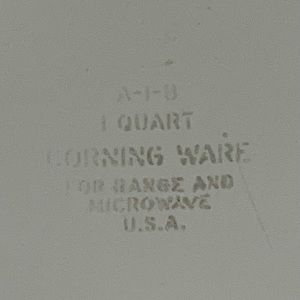 A-1-B
1 QUART
CORNING WARE
FOR RANGE AND
MICROWAVE
U.S.A.